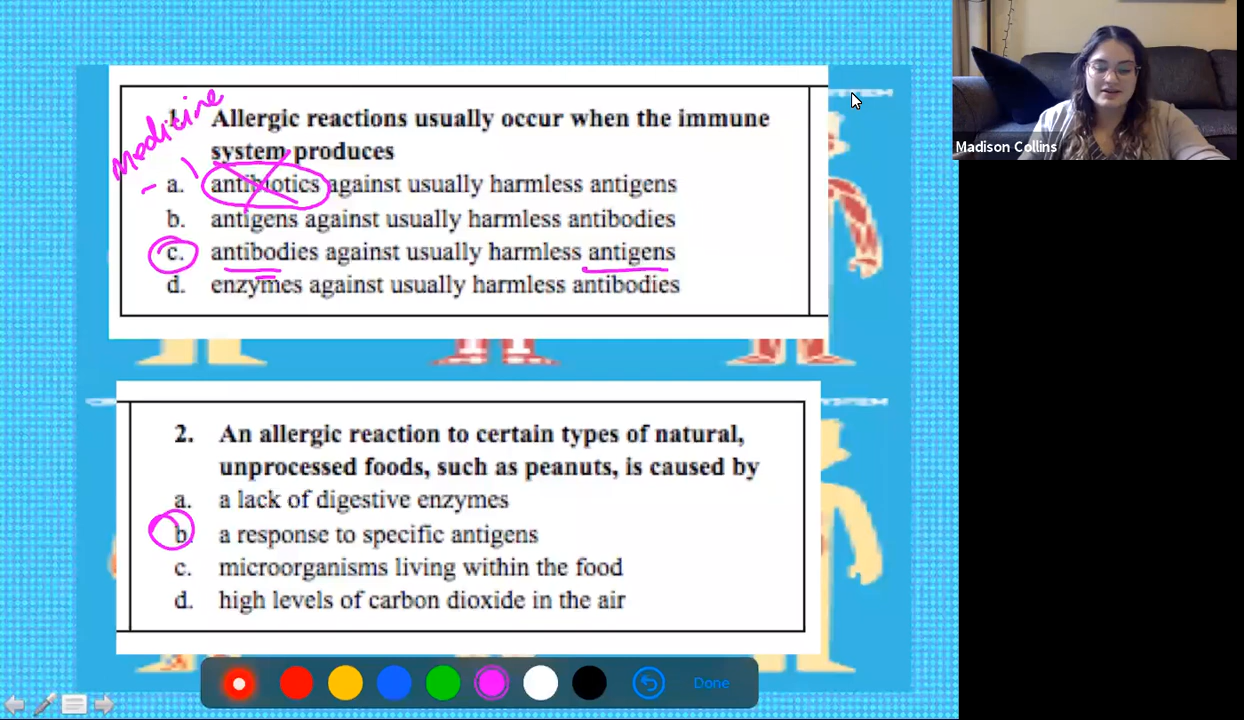 Medicine
1. Allergic reactions usually occur when the immune
system produces
a. antibiotics against usually harmless antigens
b. antigens against usually harmless antibodies
c. antibodies against usually harmless antigens
d. enzymes against usually harmless antibodies
2. An allergic reaction to certain types of natural,
unprocessed foods, such as peanuts, is caused by
a. a lack of digestive enzymes
b. a response to specific antigens
c. microorganisms living within the food
d. high levels of carbon dioxide in the air
Done
Madison Collins